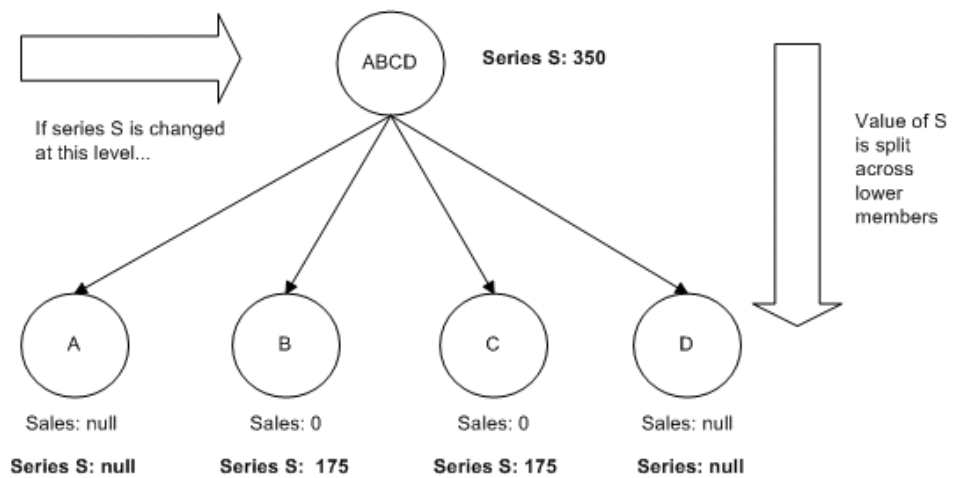 ABCD
Series S: 350
If series S is changed
at this level...
Value of S
is split
across
lower
members
A
B
C
D
Sales: null
Sales: 0
Sales: 0
Sales: null
Series S: null
Series S:  175
Series S: 175
Series: null